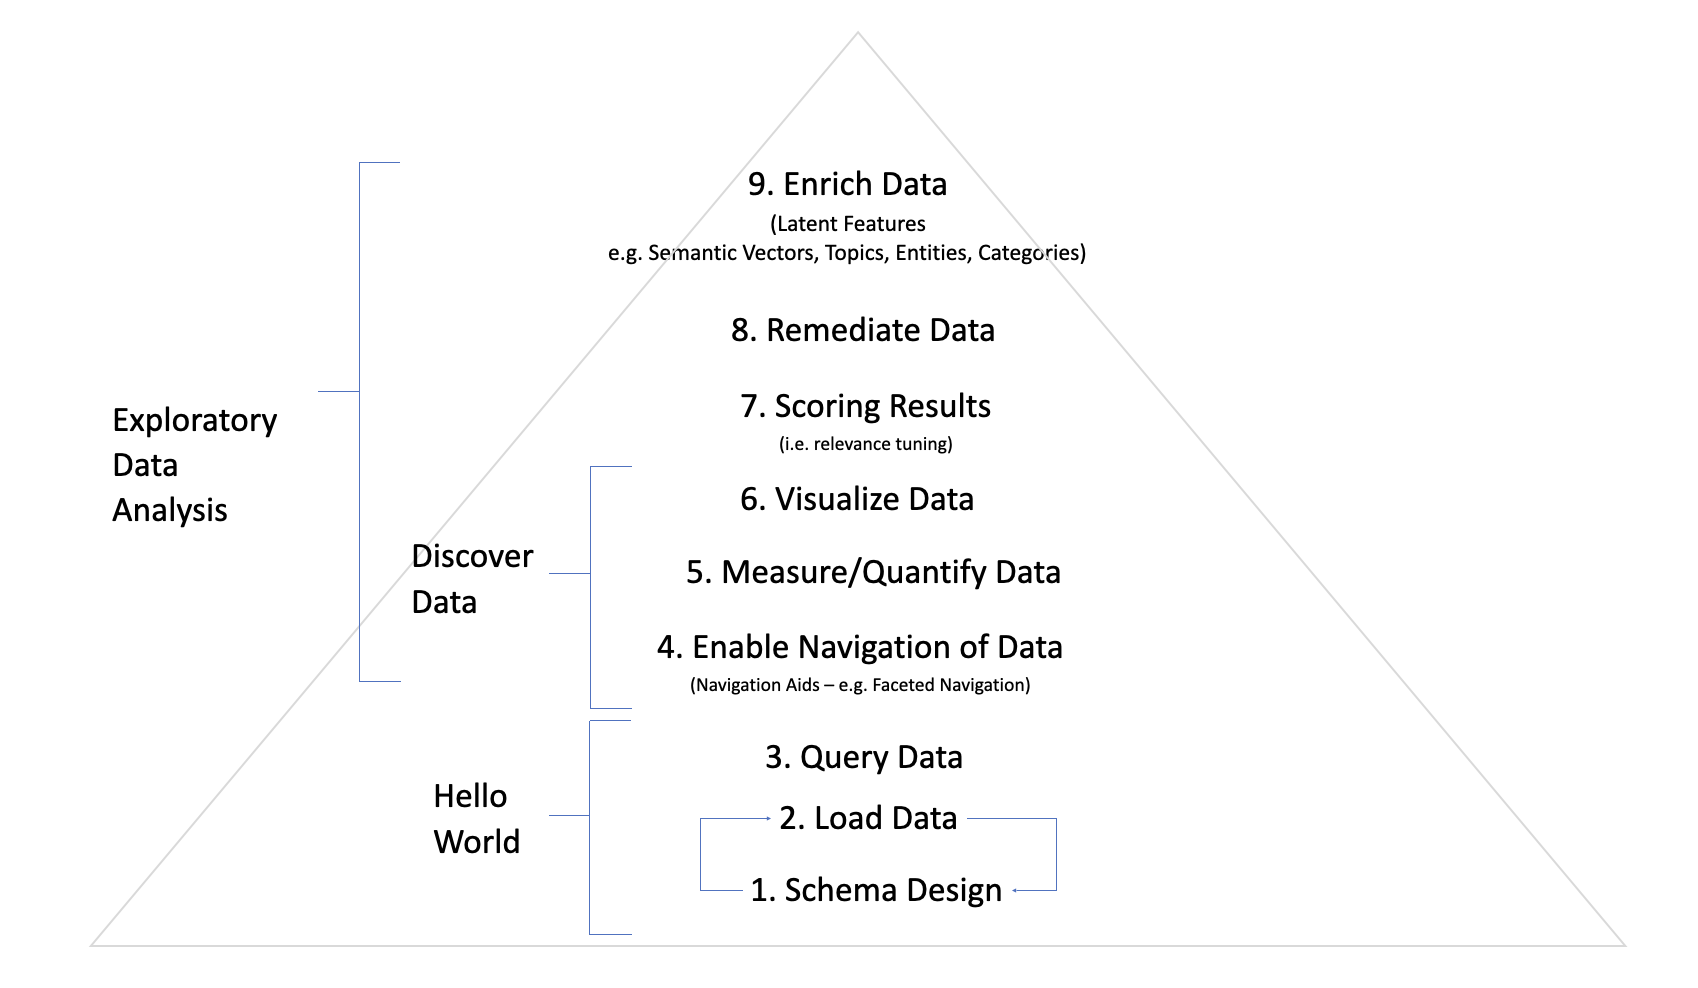 9. Enrich Data
(Latent Features
e.g. Semantic Vectors, Topics, Entities, Categories)
8. Remediate Data
7. Scoring Results
(i.e. relevance tuning)
Exploratory
Data
Analysis
6. Visualize Data
5. Measure/Quantify Data
4. Enable Navigation of Data
(Navigation Aids – e.g. Faceted Navigation)
Discover
Data
3. Query Data
2. Load Data
1. Schema Design
Hello
World